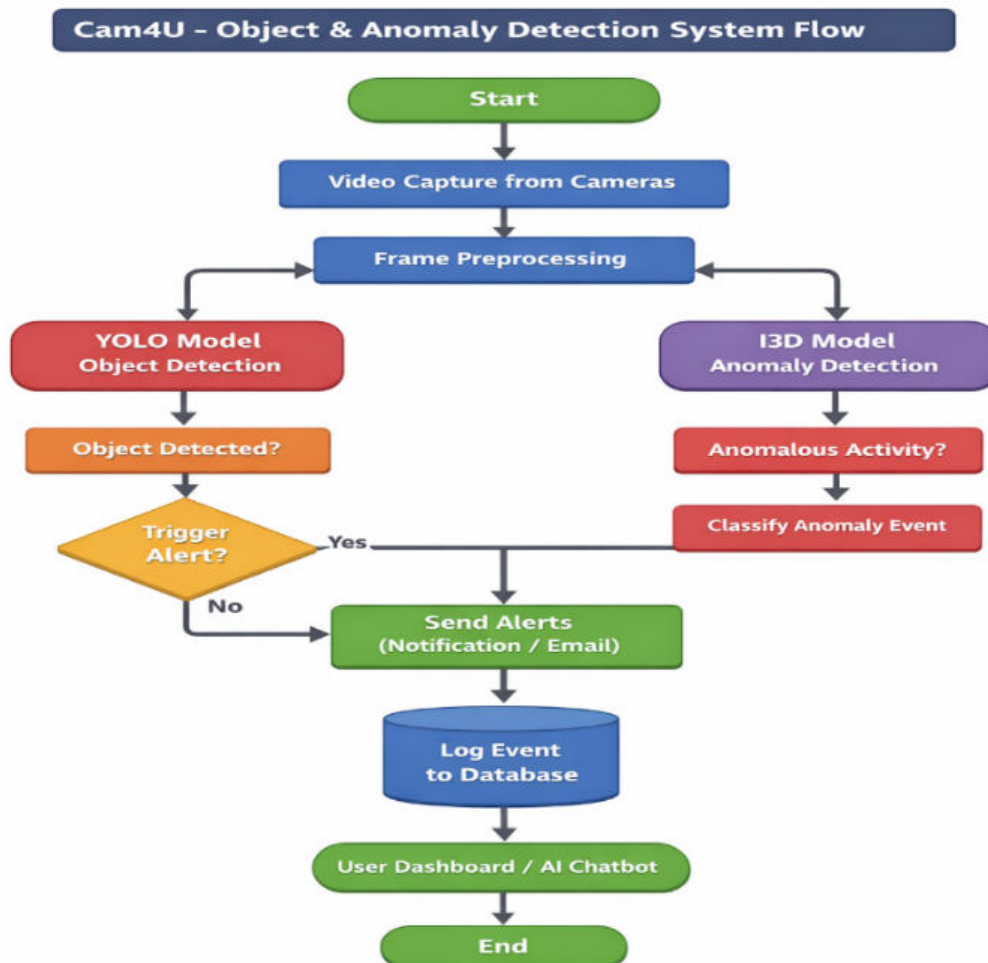 Cam4U – Object & Anomaly Detection System Flow
Start
Video Capture from Cameras
Frame Preprocessing
YOLO Model
Object Detection
I3D Model
Anomaly Detection
Object Detected?
Anomalous Activity?
Trigger
Alert?
Yes
Classify Anomaly Event
No
Send Alerts
(Notification / Email)
Log Event
to Database
User Dashboard / AI Chatbot
End